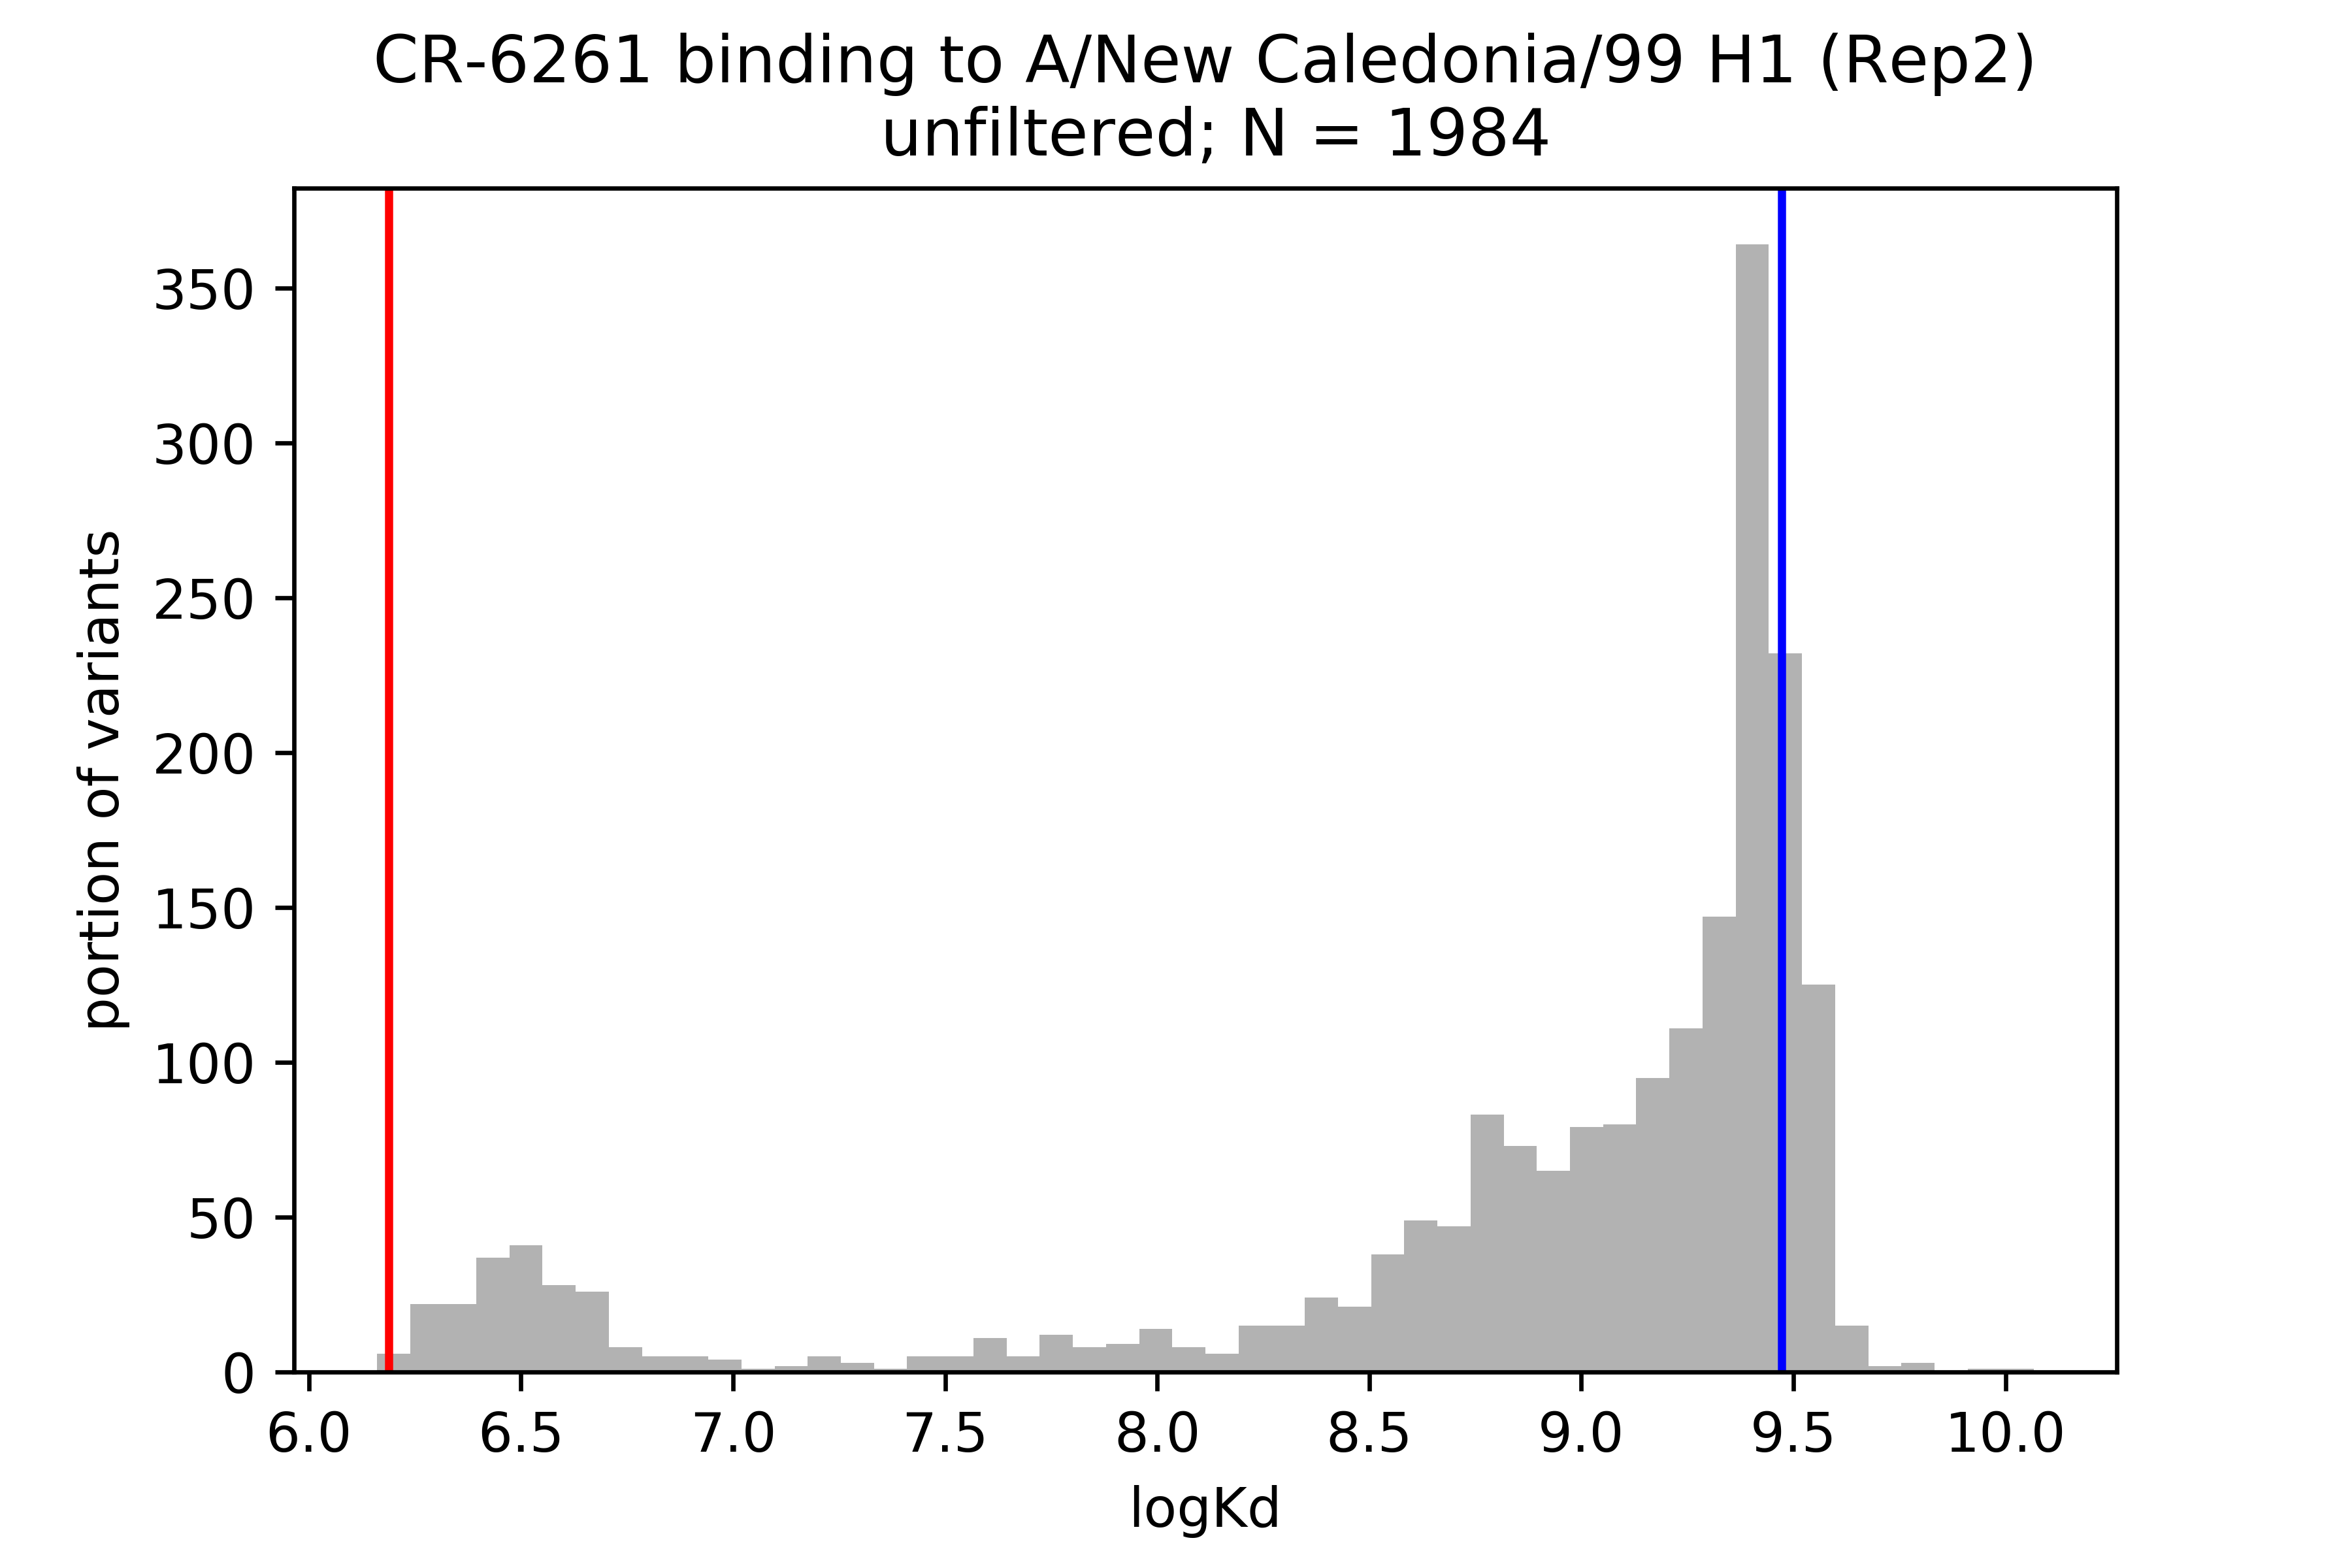 CR-6261 binding to A/New Caledonia/99 H1 (Rep2)
unfiltered; N = 1984
portion of variants
350
300
250
200
150
100
50
0
6.0 6.5 7.0 7.5 8.0 8.5 9.0 9.5 10.0
logKd